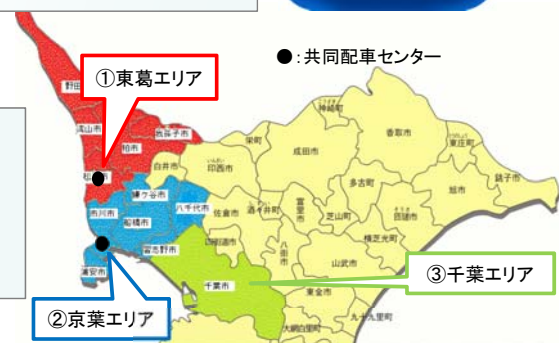 ●:共同配車センター
①東葛エリア
野田
流山市
柏市
我孫子市
松
白井市
鎌ケ谷市
市川市
船橋市
八千代市
習志野市
浦安市
②京葉エリア
千葉市
③千葉エリア
栄町
印西市
成田市
神崎町
香取市
東庄町
銚子市
旭市
多古町
匝瑳市
富里市
酒々井町
佐倉市
四街道市
八街市
芝山町
横芝光町
山武市
東金市
九十九里町
大網白里町